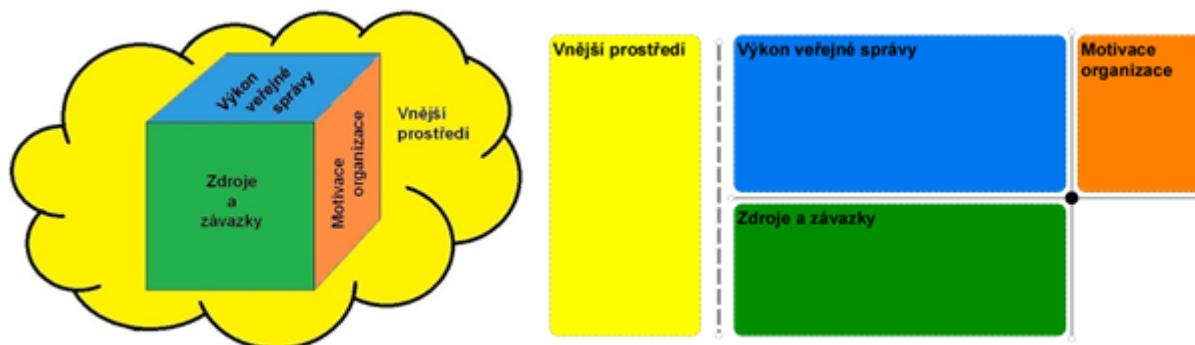 Výkon
veřejné
správy
Vnější
prostředí
Zdroje
a
závazky
Motivace
organizace
Vnější prostředí
Výkon veřejné správy
Motivace
organizace
Zdroje a závazky